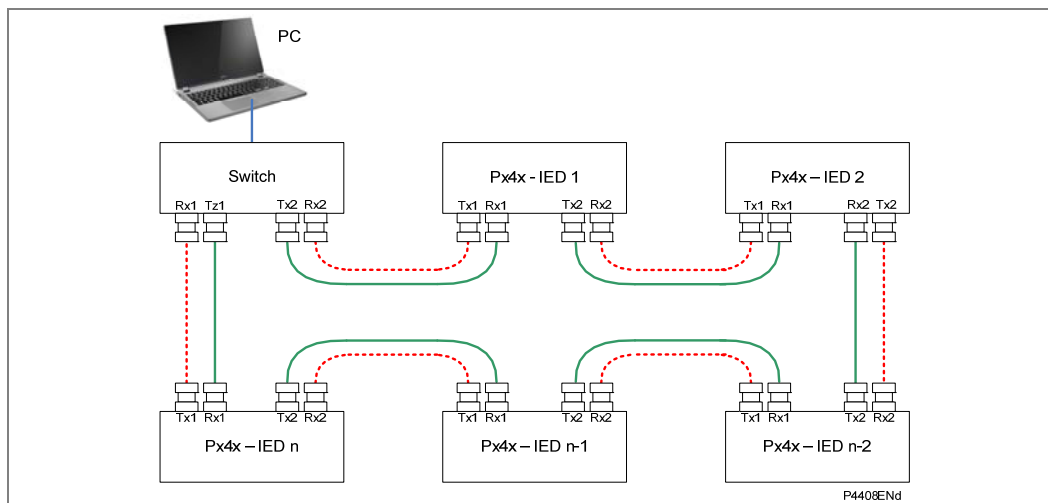 PC
Switch
Px4x - IED 1
Px4x – IED 2
Rx1 Tz1 Tx2 Rx2
Tx1 Rx1 Tx2 Rx2
Tx1 Rx1 Rx2 Tx2
Tx1 Rx1 Tx2 Rx2
Tx1 Rx1 Tx2 Rx2
Tx1 Rx1 Tx2 Rx2
Px4x – IED n
Px4x – IED n-1
Px4x – IED n-2
P4408ENd